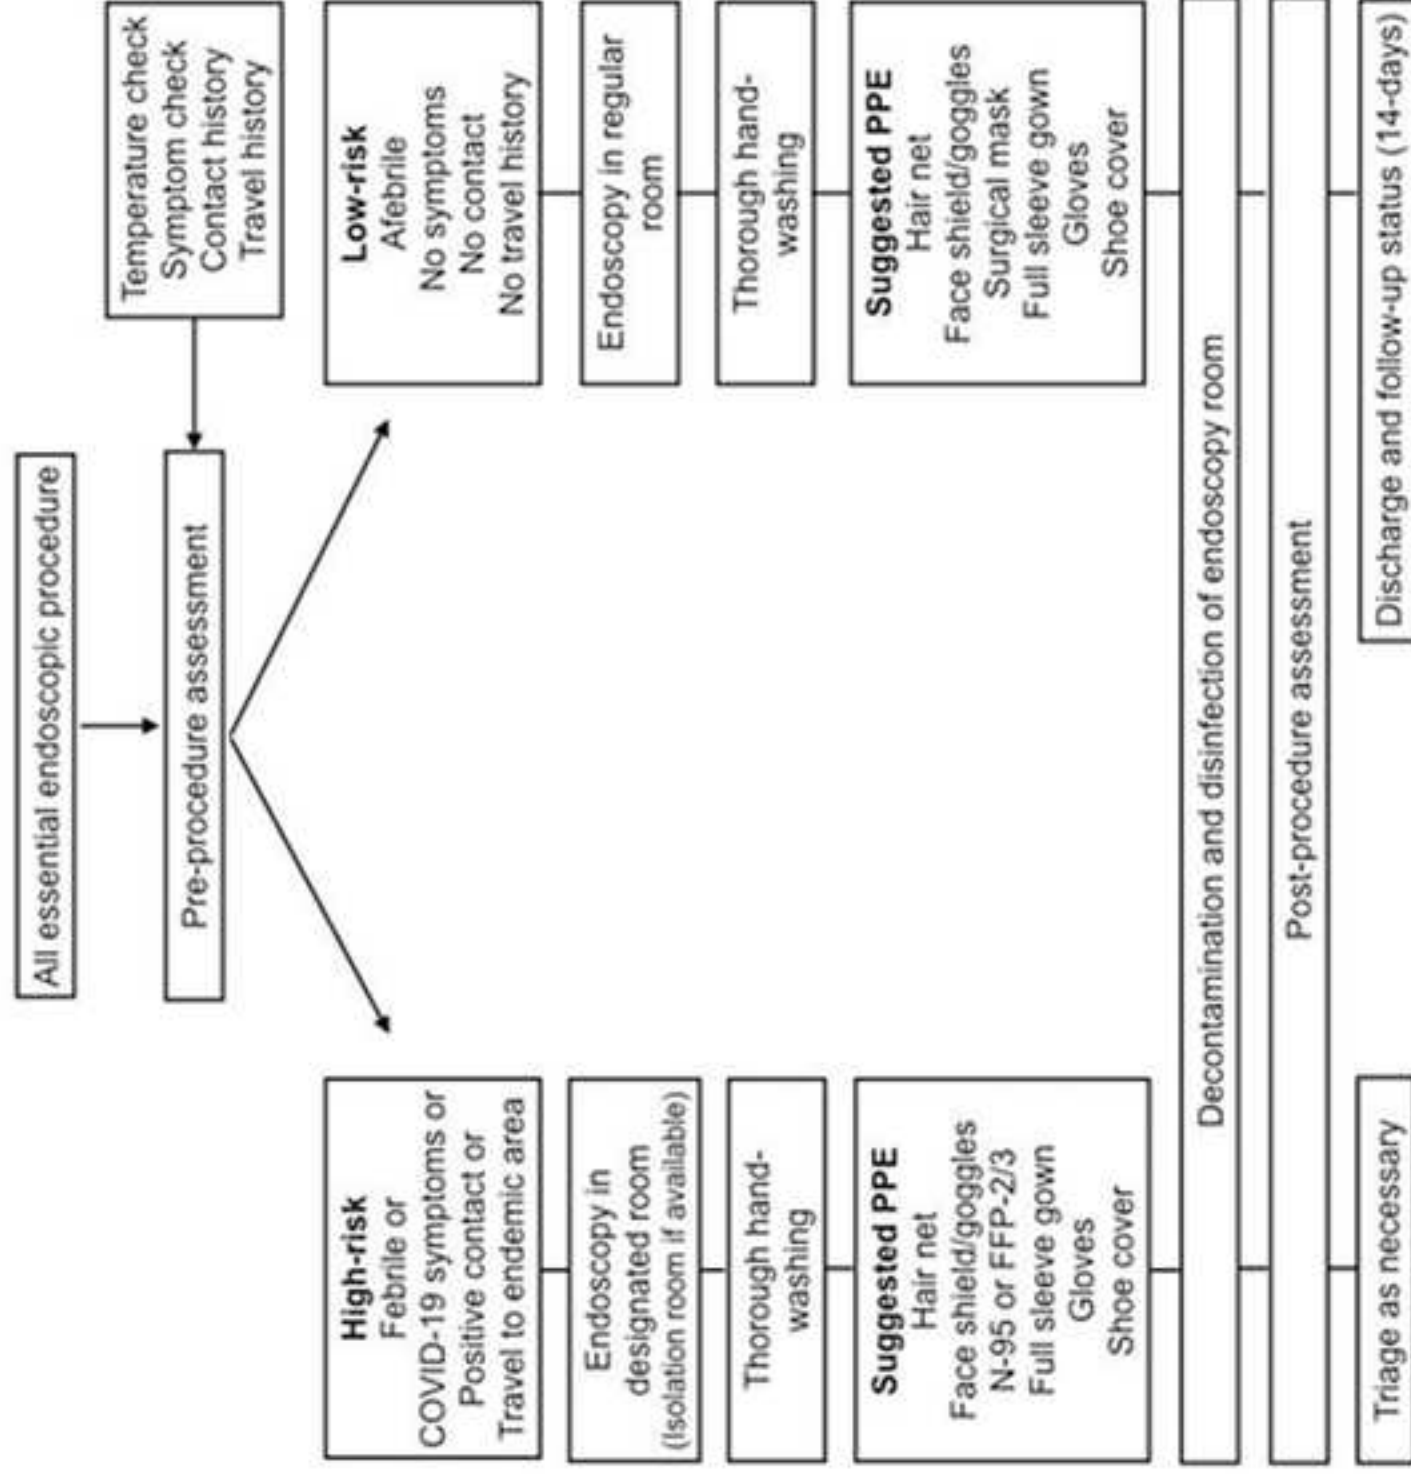 All essential endoscopic procedure
Temperature check
Symptom check
Contact history
Travel history
Pre-procedure assessment
High-risk
Febrile or
COVID-19 symptoms or
Positive contact or
Travel to endemic area
Low-risk
Afebrile
No symptoms
No contact
No travel history
Endoscopy in
designated room
(Isolation room if available)
Endoscopy in regular
room
Thorough hand-
washing
Thorough hand-
washing
Suggested PPE
Hair net
Face shield/goggles
N-95 or FFP-2/3
Full sleeve gown
Gloves
Shoe cover
Suggested PPE
Hair net
Face shield/goggles
Surgical mask
Full sleeve gown
Gloves
Shoe cover
Decontamination and disinfection of endoscopy room
Post-procedure assessment
Triage as necessary
Discharge and follow-up status (14-days)